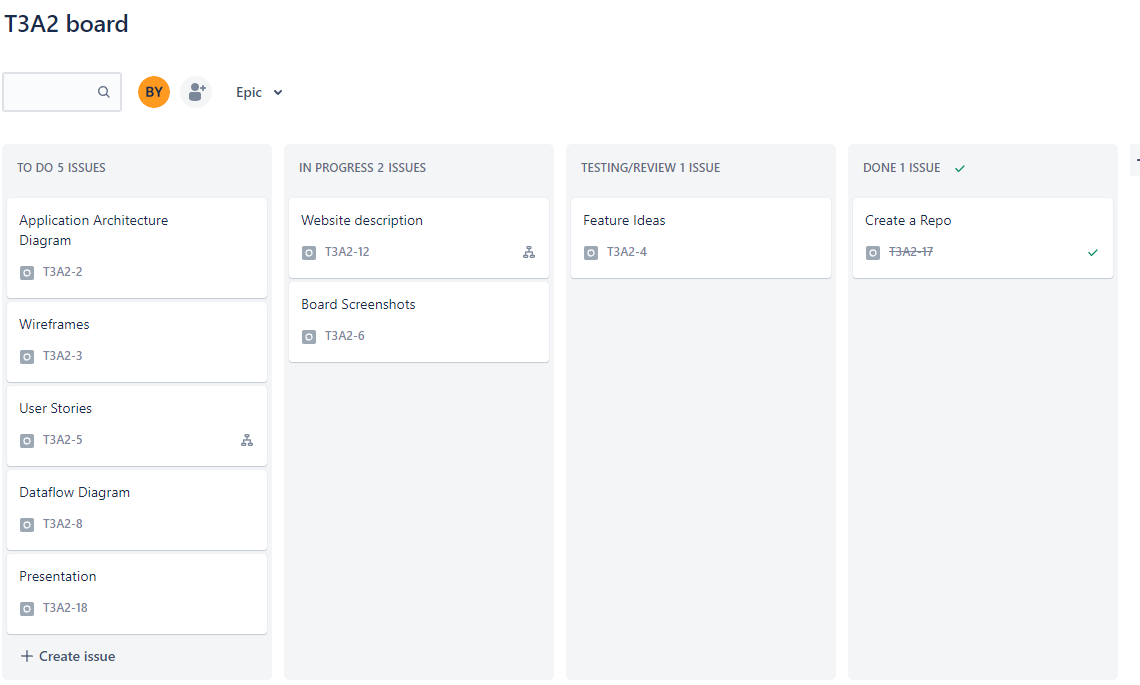 T3A2 board
BY
Epic
TO DO 5 ISSUES
Application Architecture
Diagram
T3A2-2
Wireframes
T3A2-3
User Stories
T3A2-5
Dataflow Diagram
T3A2-8
Presentation
T3A2-18
+ Create issue
IN PROGRESS 2 ISSUES
Website description
T3A2-12
Board Screenshots
T3A2-6
TESTING/REVIEW 1 ISSUE
Feature Ideas
T3A2-4
DONE 1 ISSUE
Create a Repo
T3A2-17